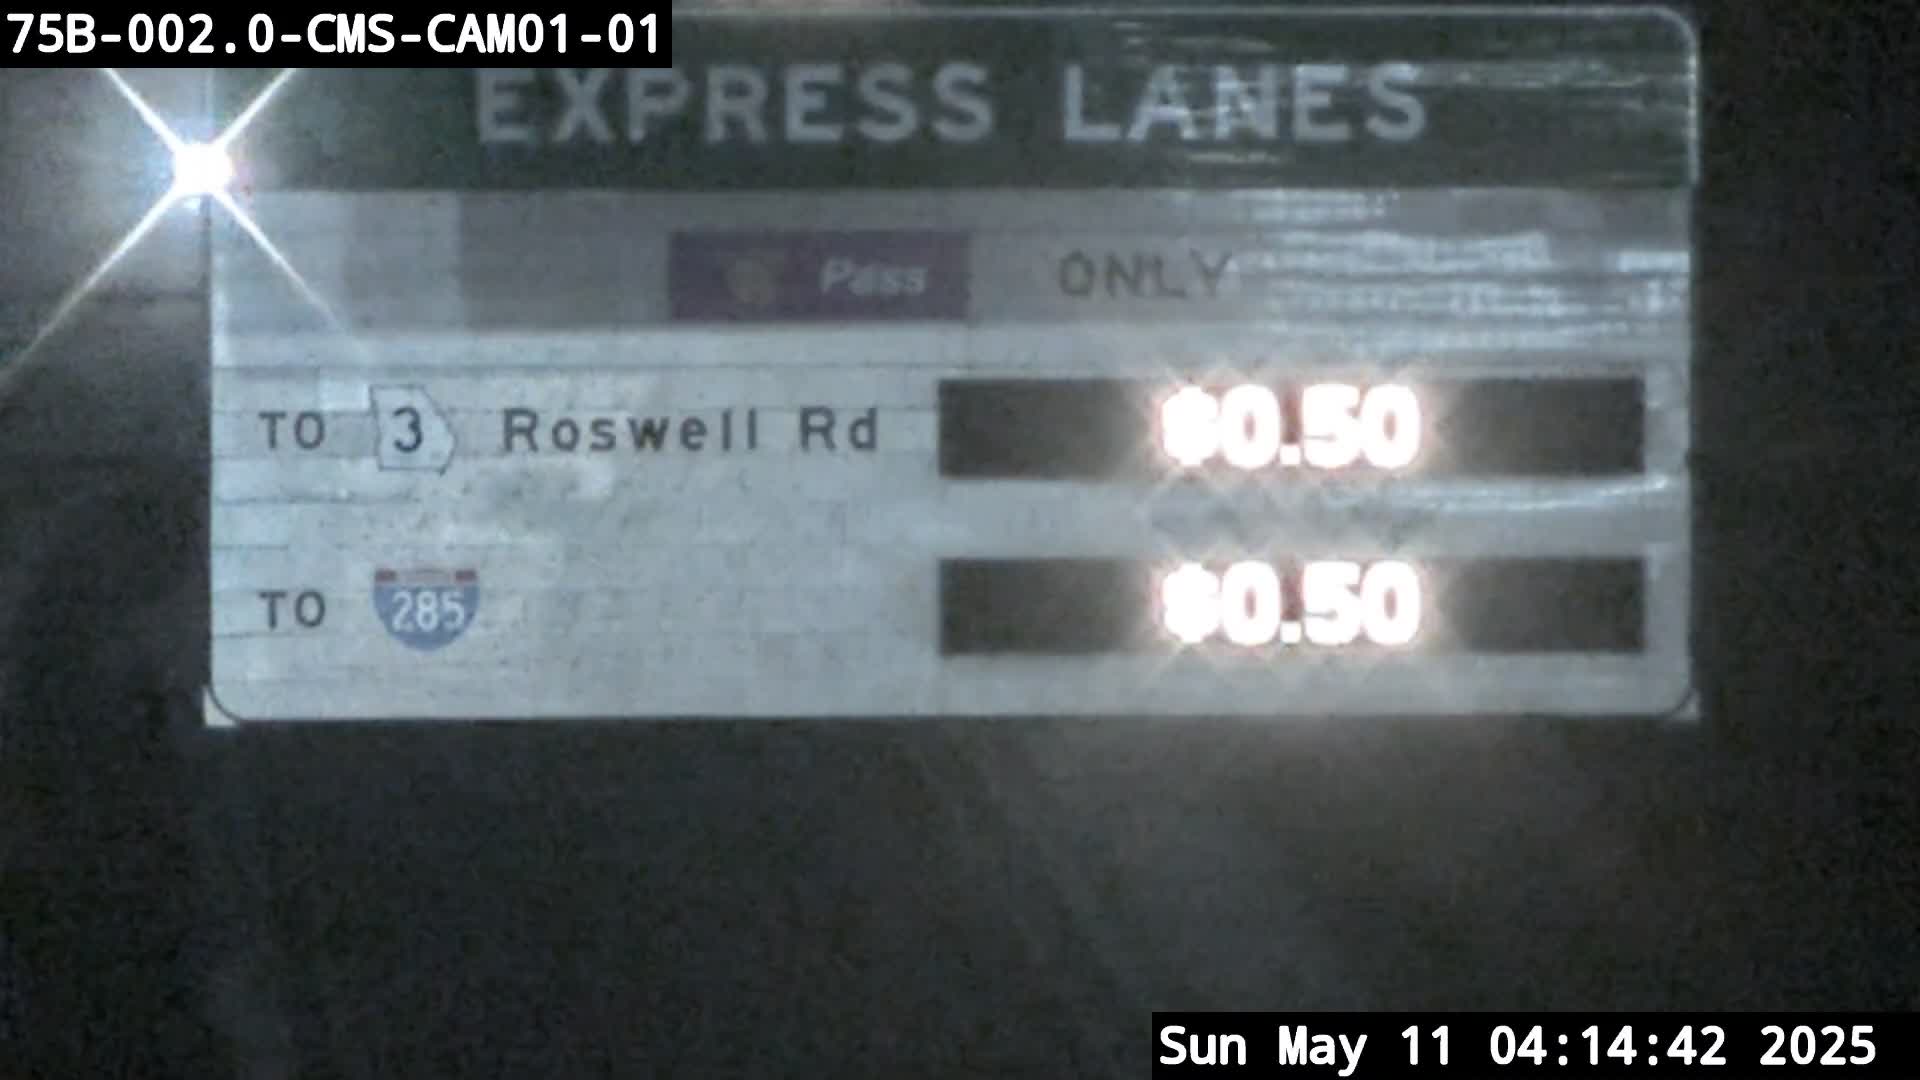 75B-002.0-CMS-CAM01-01
EXPRESS LANES
Pass ONLY
TO 3 Roswell Rd $0.50
TO 285 $0.50
Sun May 11 04:14:42 2025